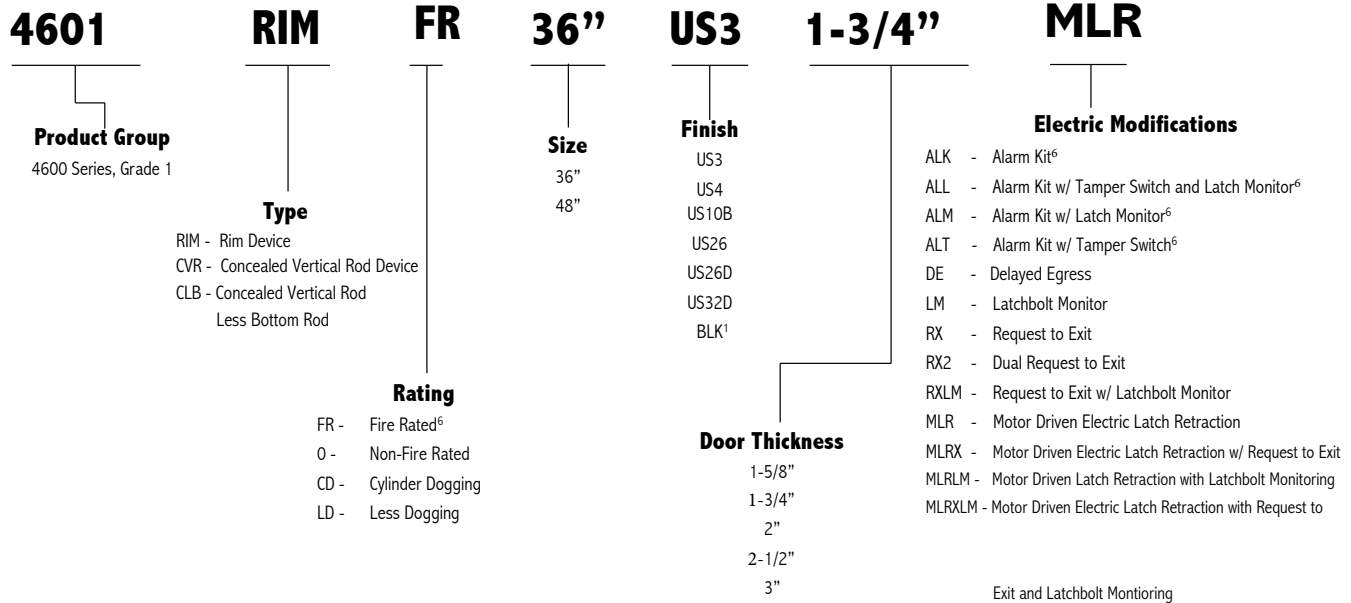 4601 RIM FR 36” US3 1-3/4” MLR
Product Group
4600 Series, Grade 1
Type
RIM - Rim Device
CVR - Concealed Vertical Rod Device
CLB - Concealed Vertical Rod
Less Bottom Rod
Rating
FR - Fire Rated⁶
0 - Non-Fire Rated
CD - Cylinder Dogging
LD - Less Dogging
Size
36”
48”
Finish
US3
US4
US10B
US26
US26D
US32D
BLK¹
Door Thickness
1-5/8”
1-3/4”
2”
2-1/2”
3”
Electric Modifications
ALK - Alarm Kit⁶
ALL - Alarm Kit w/ Tamper Switch and Latch Monitor⁶
ALM - Alarm Kit w/ Latch Monitor⁶
ALT - Alarm Kit w/ Tamper Switch⁶
DE - Delayed Egress
LM - Latchbolt Monitor
RX - Request to Exit
RX2 - Dual Request to Exit
RXLM - Request to Exit w/ Latchbolt Monitor
MLR - Motor Driven Electric Latch Retraction
MLRX - Motor Driven Electric Latch Retraction w/ Request to Exit
MLRLM - Motor Driven Latch Retraction with Latchbolt Monitoring
MLRXLM - Motor Driven Electric Latch Retraction with Request to
Exit and Latchbolt Montioring